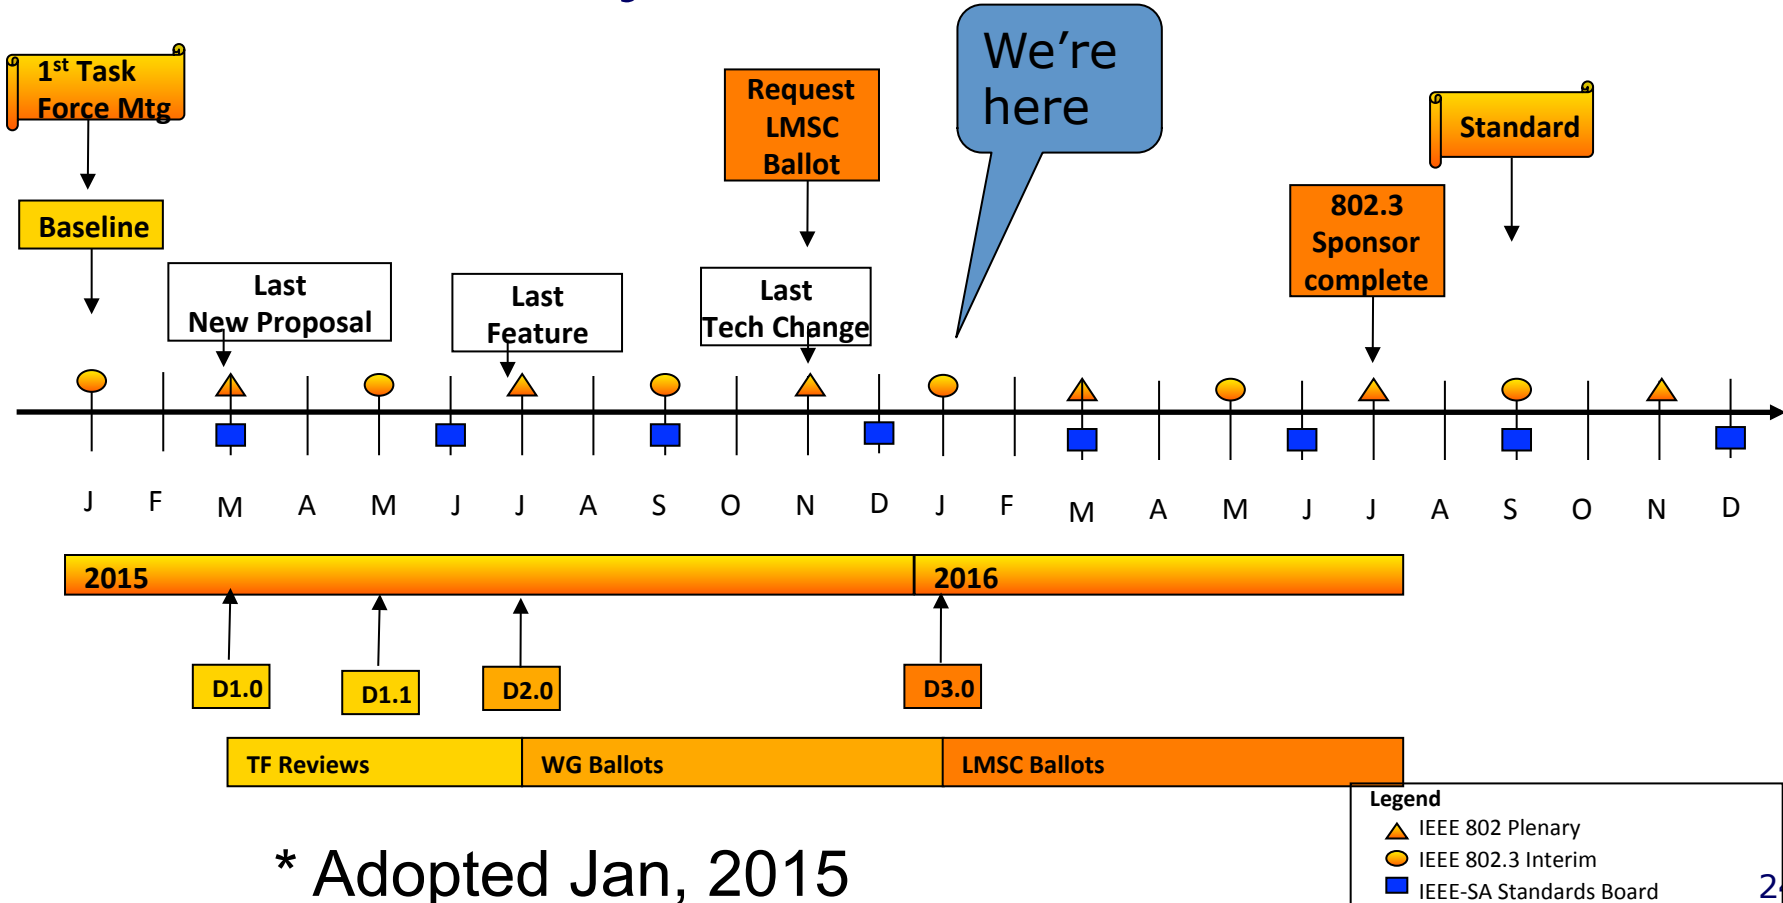 1st Task
Force Mtg
Baseline
Last
New Proposal
Last
Feature
Request
LMSC
Ballot
Last
Tech Change
We're
here
802.3
Sponsor
complete
Standard
J F M A M J J A S O N D J F M A M J J A S O N D
2015 2016
D1.0 D1.1 D2.0 D3.0
TF Reviews WG Ballots LMSC Ballots
Legend
IEEE 802 Plenary
IEEE 802.3 Interim
IEEE-SA Standards Board
* Adopted Jan, 2015